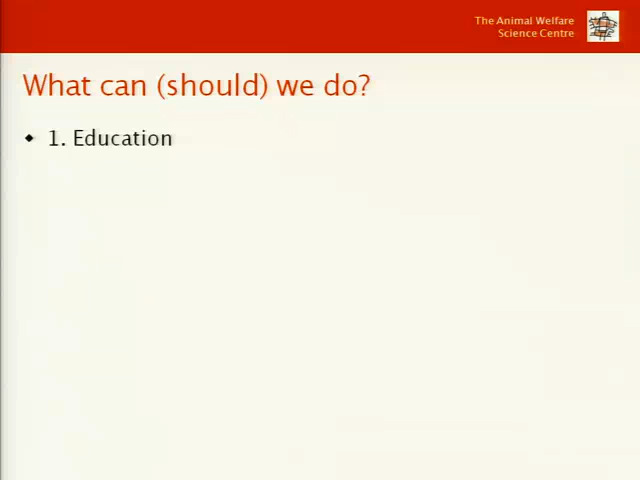 The Animal Welfare
Science Centre
What can (should) we do?
◆ 1. Education